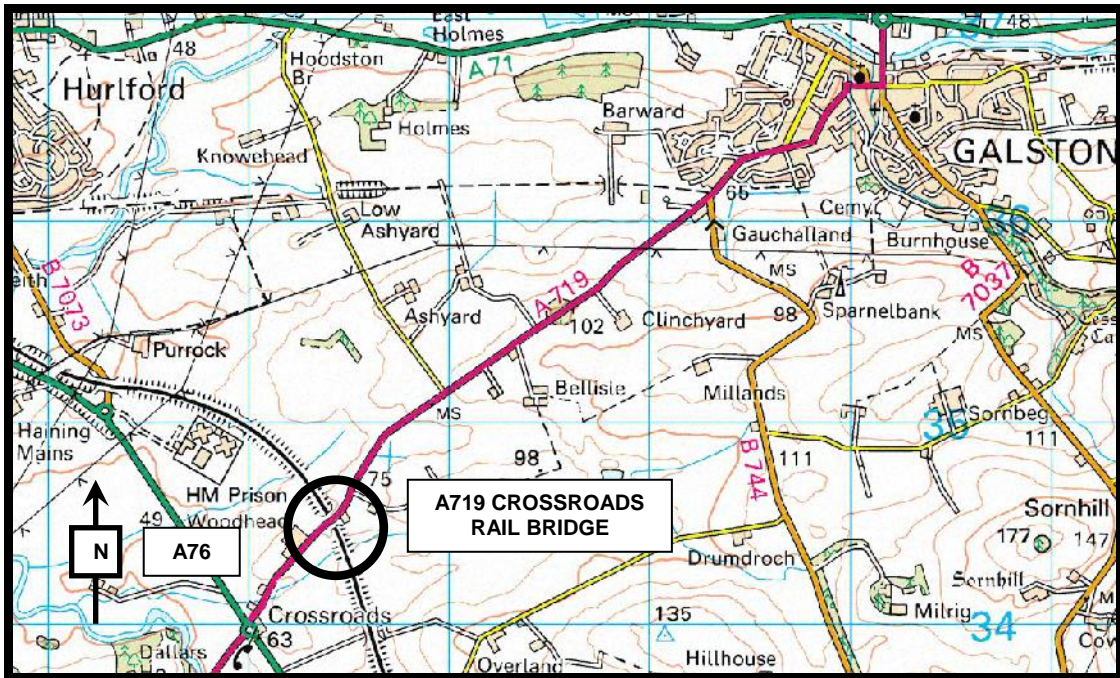 48
East
Holmes
48
Hoodston
Br
A 71
Hurlford
Holmes
Barward
Knowehead
GALSTON
Low
Ashyard
65
Cemy
36
Gauchalland
Burnhouse
B 7073
MS
B
7037
A 719
Ashyard
102
Clinchyard
98
Sparnelbank
MS
Purrock
Bellisle
Millands
MS
Sornbeg
35
Haining
Mains
98
B 744
111
111
HM Prison
75
A719 CROSSROADS
RAIL BRIDGE
Sornhill
49
Woodhead
177
147
N
A76
Drumdroch
Sornhill
Crossroads
135
Milrig
34
63
Dallars
Overland
Hillhouse